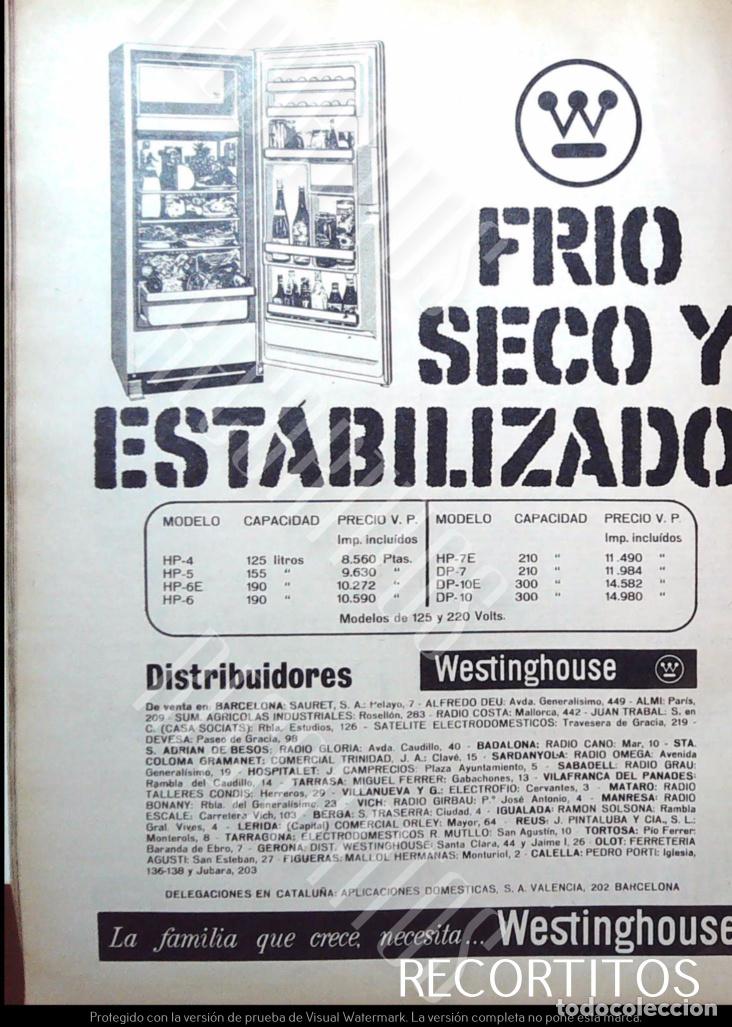 FRIO
SECO Y
ESTABILIZADO
MODELO CAPACIDAD PRECIO V. P. MODELO CAPACIDAD PRECIO V. P.
Imp. incluídos Imp. incluídos
HP-4 125 litros 8.560 Ptas. HP-7E 210 " 11.490 "
HP-5 155 " 9.630 " DP-7 210 " 11.984 "
HP-6E 190 " 10.272 " DP-10E 300 " 14.582 "
HP-6 190 " 10.590 " DP-10 300 " 14.980 "
Modelos de 125 y 220 Volts.
Distribuidores Westinghouse
De venta en: BARCELONA: SAURET, S. A.: Pelayo, 7 - ALFREDO DEU: Avda. Generalísimo, 449 - ALMI: París,
209 - SUM. AGRICOLAS INDUSTRIALES: Rosellón, 283 - RADIO COSTA: Mallorca, 442 - JUAN TRABAL: S. en
C. (CASA SOCIATS): Rbla. Estudios, 126 - SATELITE ELECTRODOMESTICOS: Travesera de Gracia, 219 -
DEVESA: Paseo de Gracia, 98
S. ADRIAN DE BESOS: RADIO GLORIA: Avda. Caudillo, 40 - BADALONA: RADIO CANO: Mar, 10 - STA.
COLOMA GRAMANET: COMERCIAL TRINIDAD, J. A.: Clavé, 15 - SARDANYOLA: RADIO OMEGA: Avenida
Generalísimo, 19 - HOSPITALET: J. CAMPRECIOS: Plaza Ayuntamiento, 5 - SABADELL: RADIO GRAU:
Rambla del Caudillo, 14 - TARRASA: MIGUEL FERRER: Gabachones, 13 - VILAFRANCA DEL PANADES:
TALLERES CONDIS: Herreros, 29 - VILLANUEVA Y G.: ELECTROFIO: Cervantes, 3 - MATARO: RADIO
BONANY: Rbla. del Generalísimo, 23 - VICH: RADIO GIRBAU: P.º José Antonio, 4 - MANRESA: RADIO
ESCALE: Carretera Vich, 103 - BERGA: S. TRASERRA: Ciudad, 4 - IGUALADA: RAMON SOLSONA: Rambla
Gral. Vives, 4 - LERIDA: (Capital) COMERCIAL ORLEY: Mayor, 64 - REUS: J. PINTALUBA Y CIA., S. L.:
Monterols, 8 - TARRAGONA: ELECTRODOMESTICOS R. MUTLLO: San Agustín, 10 - TORTOSA: Pío Ferrer:
Baranda de Ebro, 7 - GERONA: DIST. WESTINGHOUSE: Santa Clara, 44 y Jaime I, 26 - OLOT: FERRETERIA
AGUSTI: San Esteban, 27 - FIGUERAS: MALLOL HERMANAS: Monturiol, 2 - CALELLA: PEDRO PORTI: Iglesia,
136-138 y Jubara, 203
DELEGACIONES EN CATALUÑA: APLICACIONES DOMESTICAS, S. A. VALENCIA, 202 BARCELONA
La familia que crece, necesita... Westinghouse
RECORTITOS
todocoleccion
Protegido con la versión de prueba de Visual Watermark. La versión completa no pone esta marca.